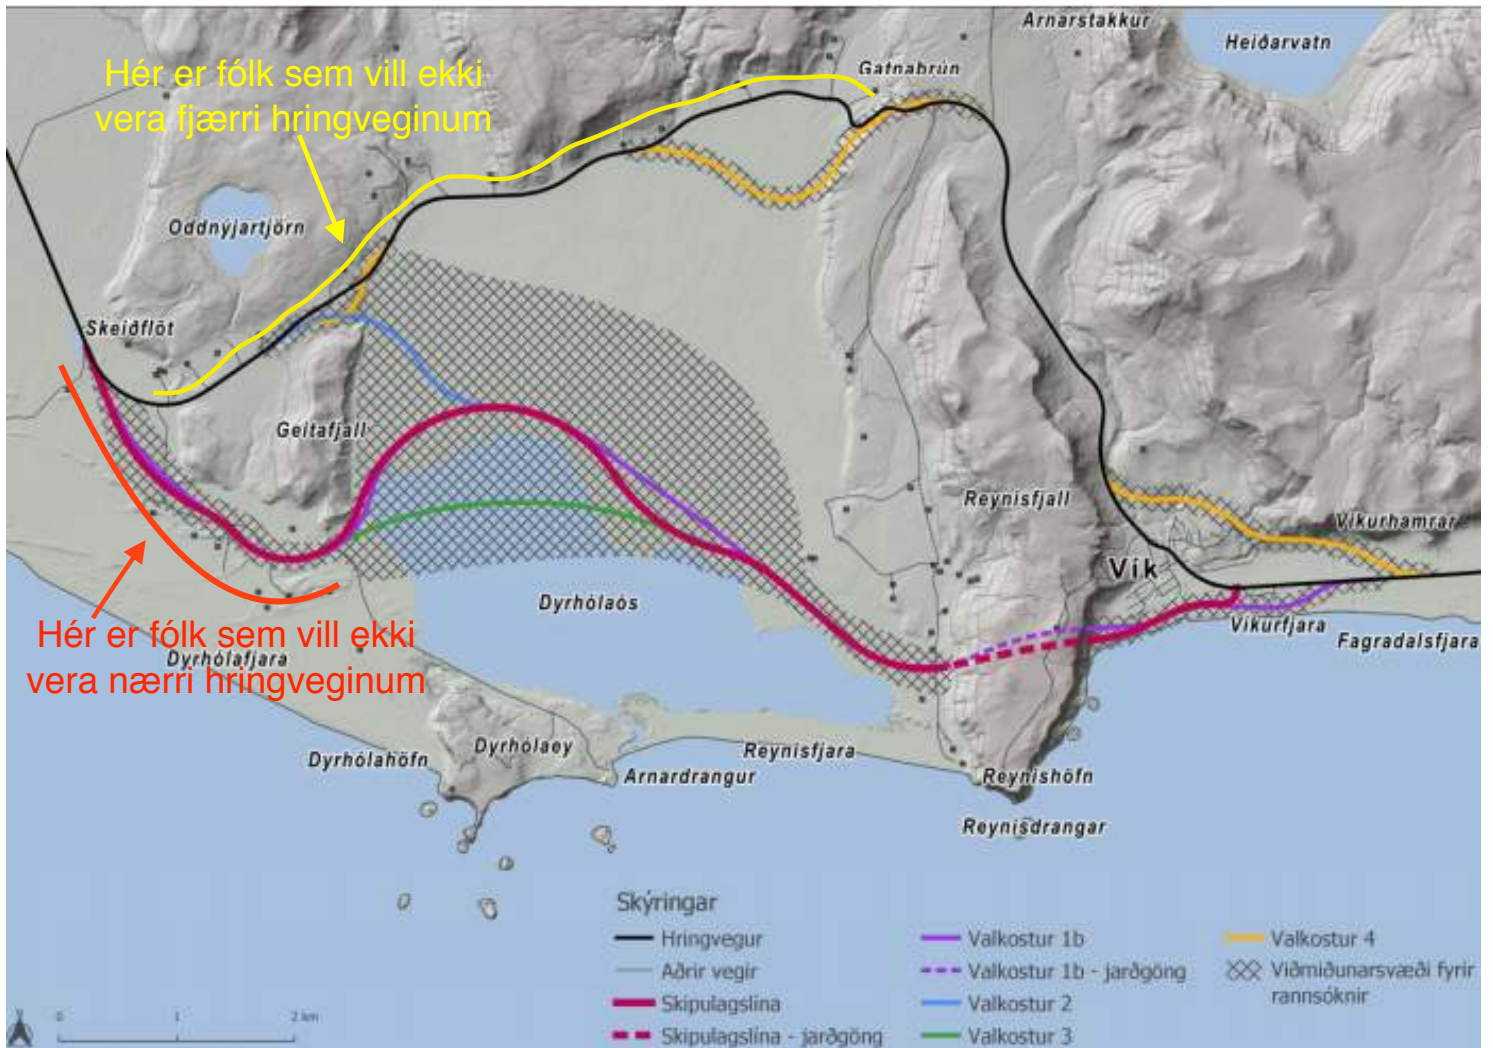 Arnarstakkur
Heiðarvatn
Hér er fólk sem vill ekki
vera fjærri hringveginum
Gatnabrún
Oddnýjartjörn
Skeiðflöt
Geitafjall
Reynisfjall
Víkurhamrar
Vík
Dyrhólaós
Víkurfjara
Fagradalsfjara
Hér er fólk sem vill ekki
vera nærri hringveginum
Dyrhólafjara
Dyrhólahöfn
Dyrhólaey
Arnardrangur
Reynisfjara
Reynishöfn
Reynisdrangar
Skýringar
Hringvegur
Aðrir vegir
Skipulagslína
Skipulagslína - jarðgöng
Valkostur 1b
Valkostur 1b - jarðgöng
Valkostur 2
Valkostur 3
Valkostur 4
Viðmiðunarsvæði fyrir
rannsóknir
0 1 2 km